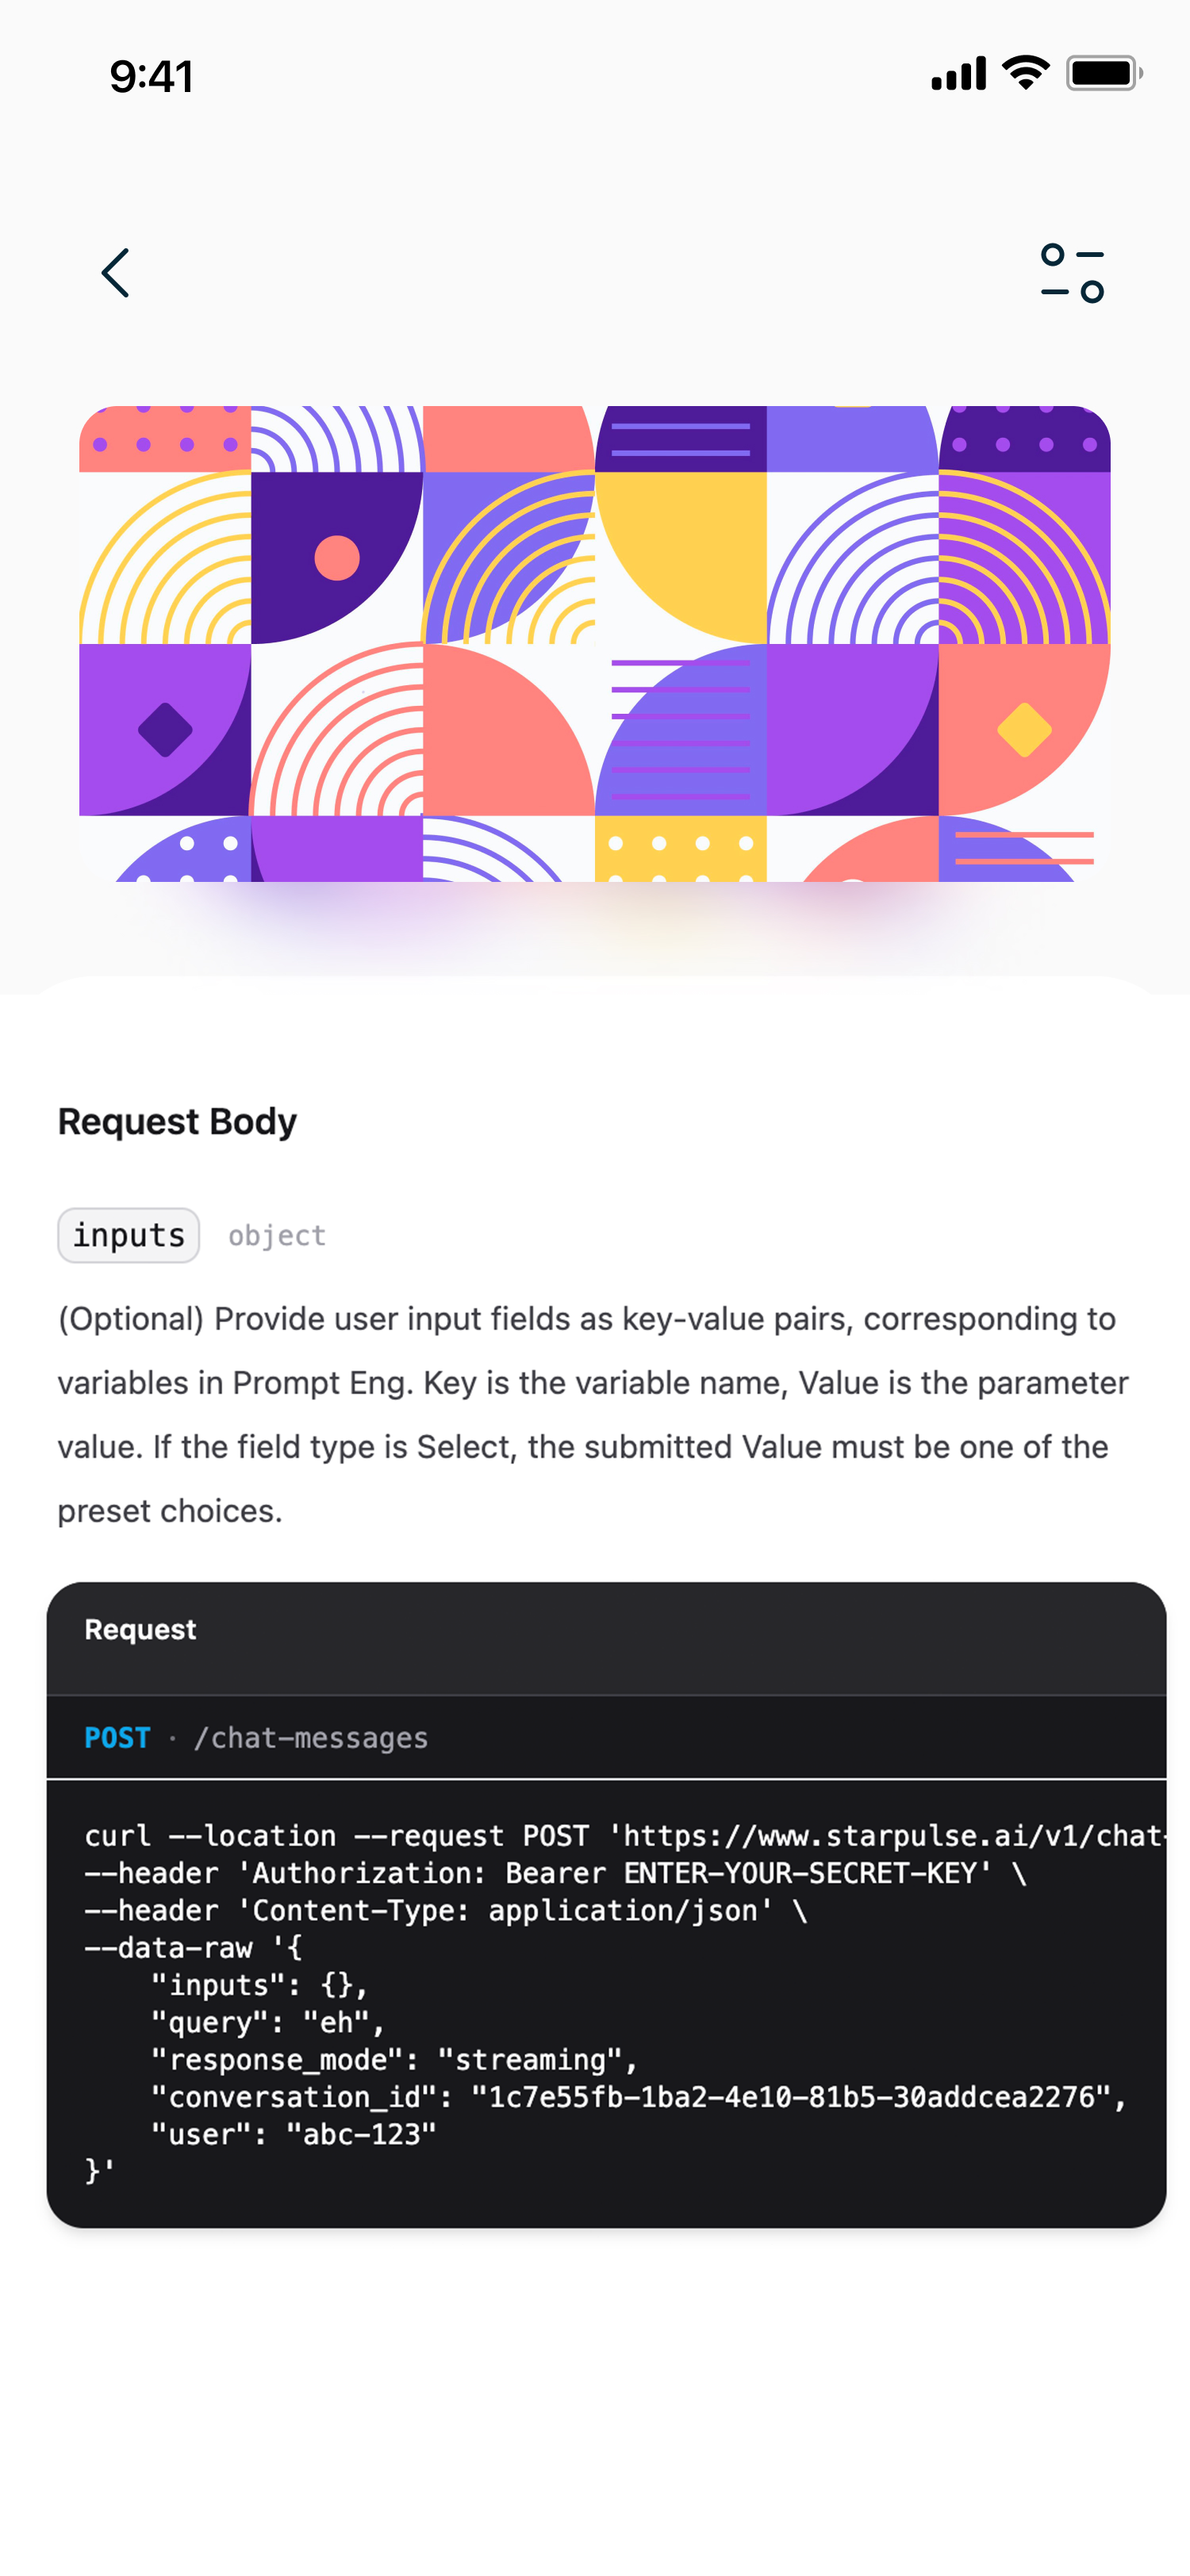 9:41
Request Body
inputs object
(Optional) Provide user input fields as key-value pairs, corresponding to
variables in Prompt Eng. Key is the variable name, Value is the parameter
value. If the field type is Select, the submitted Value must be one of the
preset choices.
Request
POST · /chat-messages
curl --location --request POST 'https://www.starpulse.ai/v1/chat-
--header 'Authorization: Bearer ENTER-YOUR-SECRET-KEY' \
--header 'Content-Type: application/json' \
--data-raw '{
    "inputs": {},
    "query": "eh",
    "response_mode": "streaming",
    "conversation_id": "1c7e55fb-1ba2-4e10-81b5-30addcea2276",
    "user": "abc-123"
}'